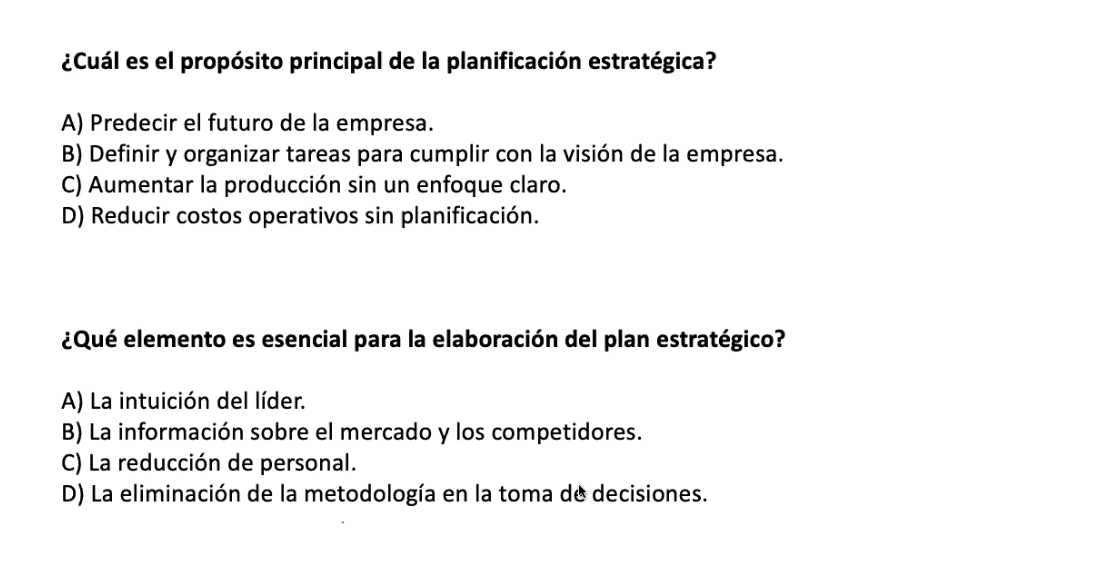 ¿Cuál es el propósito principal de la planificación estratégica?
A) Predecir el futuro de la empresa.
B) Definir y organizar tareas para cumplir con la visión de la empresa.
C) Aumentar la producción sin un enfoque claro.
D) Reducir costos operativos sin planificación.
¿Qué elemento es esencial para la elaboración del plan estratégico?
A) La intuición del líder.
B) La información sobre el mercado y los competidores.
C) La reducción de personal.
D) La eliminación de la metodología en la toma de decisiones.